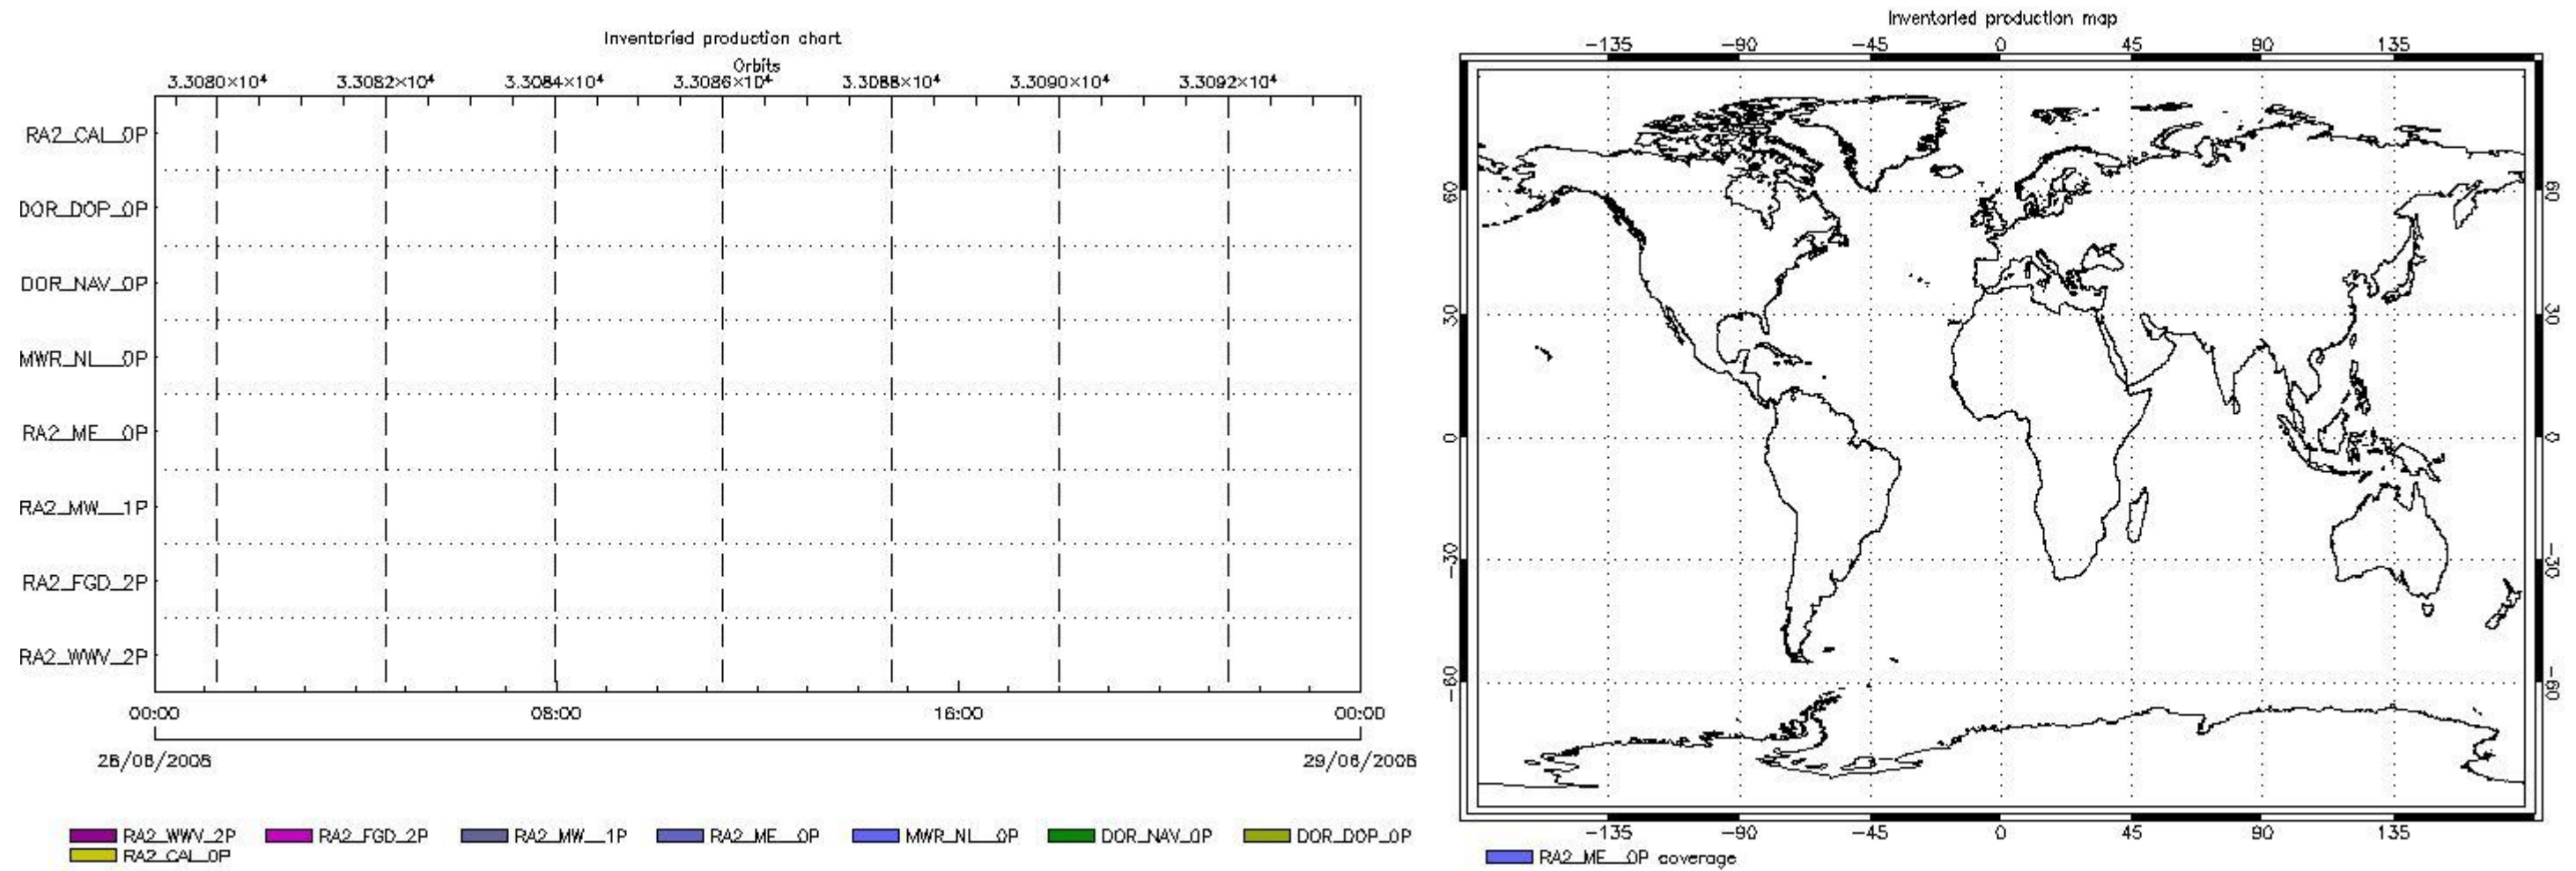 Inventoried production chart
Orbits
3.3080×10⁴ 3.3082×10⁴ 3.3084×10⁴ 3.3086×10⁴ 3.3088×10⁴ 3.3090×10⁴ 3.3092×10⁴
RA2_CAL_0P
DOR_DOP_0P
DOR_NAV_0P
MWR_NL__0P
RA2_ME__0P
RA2_MW__1P
RA2_FGD_2P
RA2_WWV_2P
00:00 08:00 16:00 00:00
28/06/2008 29/06/2008
RA2_WWV_2P RA2_FGD_2P RA2_MW__1P RA2_ME__0P MWR_NL__0P DOR_NAV_0P DOR_DOP_0P
RA2_CAL_0P
Inventoried production map
-135 -90 -45 0 45 90 135
60 60
30 30
0 0
-30 -30
-60 -60
-135 -90 -45 0 45 90 135
RA2_ME__0P coverage